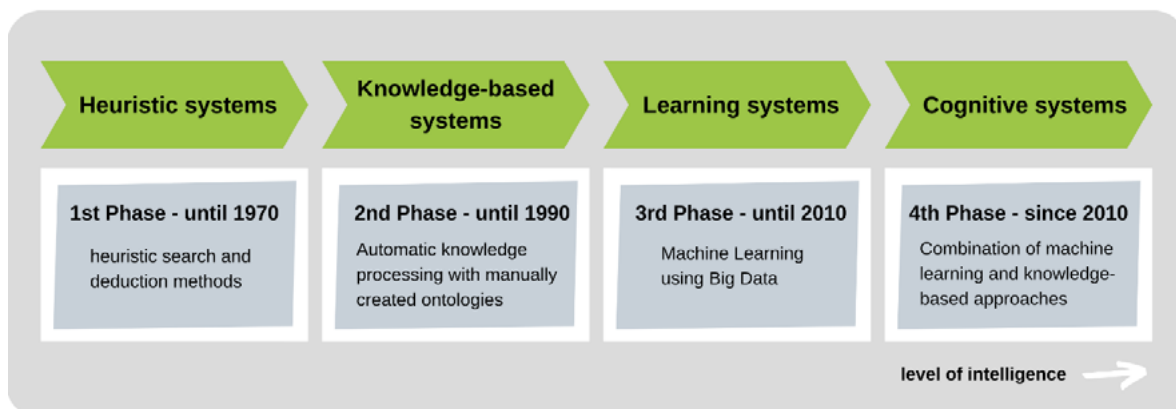 Heuristic systems
Knowledge-based
systems
Learning systems
Cognitive systems
1st Phase - until 1970
heuristic search and
deduction methods
2nd Phase - until 1990
Automatic knowledge
processing with manually
created ontologies
3rd Phase - until 2010
Machine Learning
using Big Data
4th Phase - since 2010
Combination of machine
learning and knowledge-
based approaches
level of intelligence